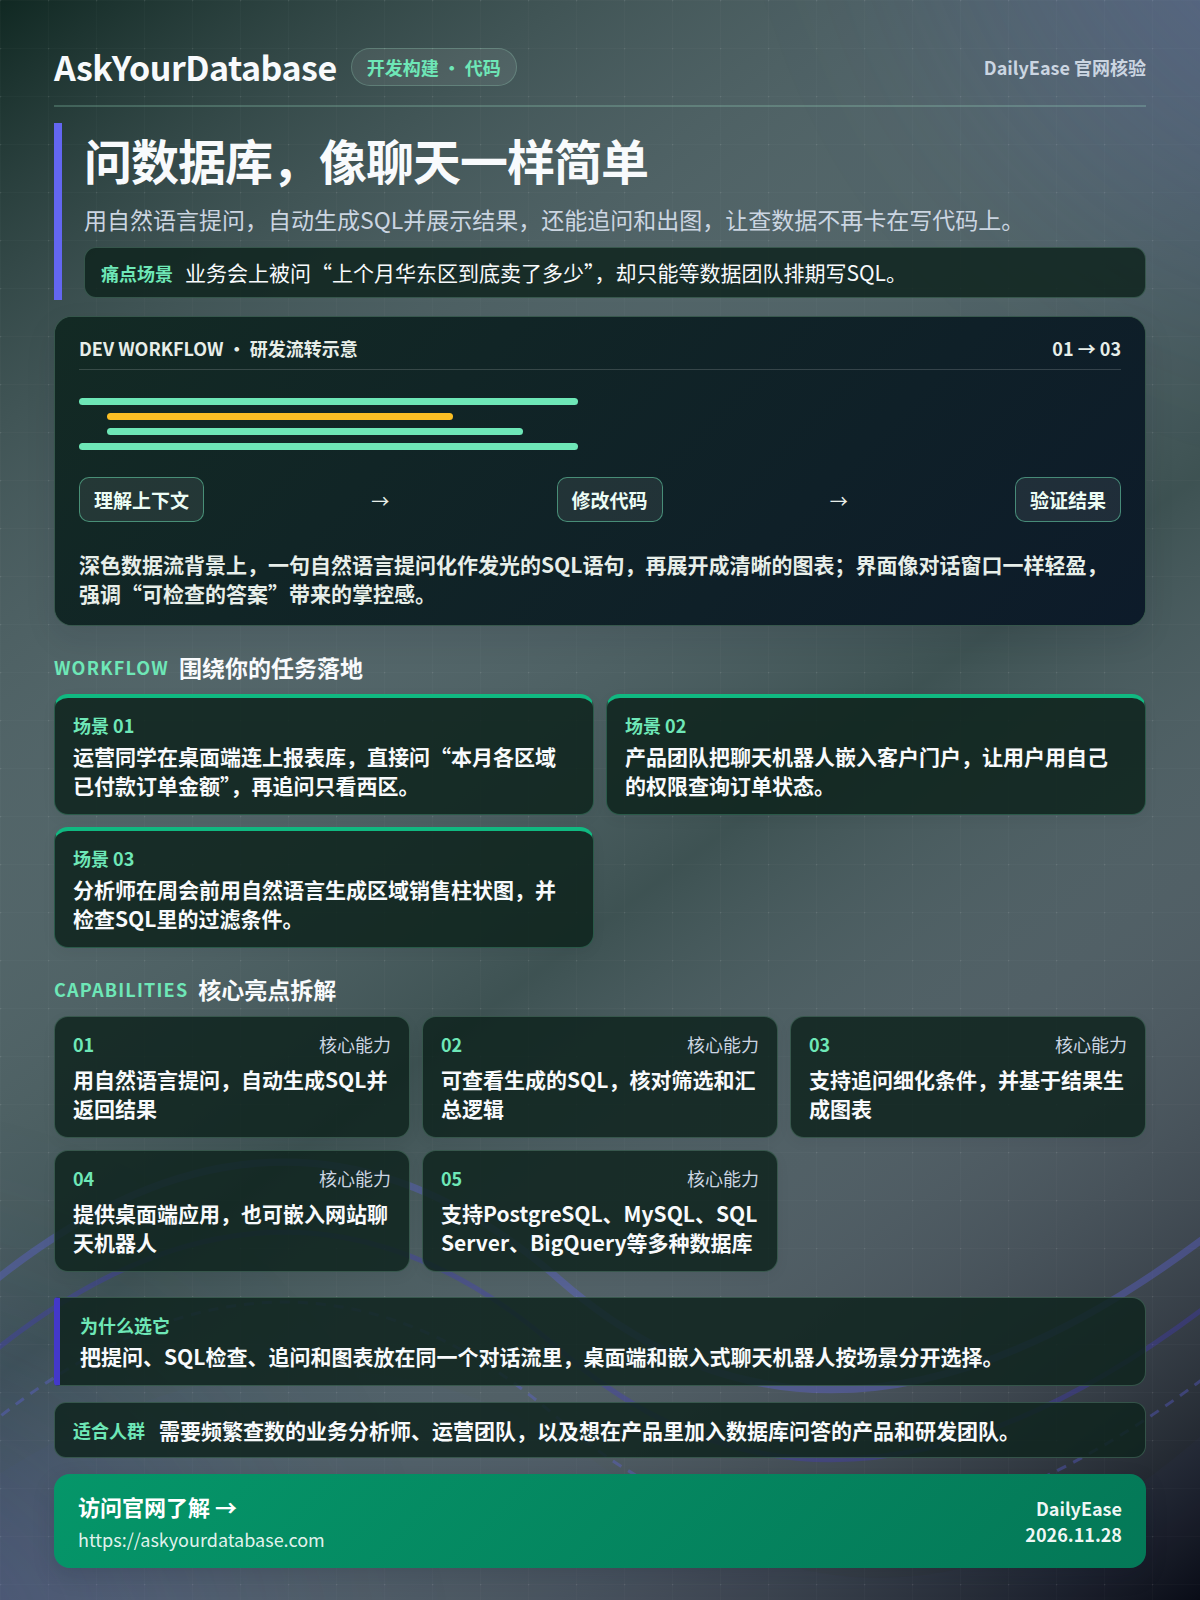 AskYourDatabase
开发构建 · 代码
DailyEase 官网核验
问数据库，像聊天一样简单
用自然语言提问，自动生成SQL并展示结果，还能追问和出图，让查数据不再卡在写代码上。
痛点场景 业务会上被问“上个月华东区到底卖了多少”，却只能等数据团队排期写SQL。
DEV WORKFLOW · 研发流转示意
01 → 03
理解上下文 → 修改代码 → 验证结果
深色数据流背景上，一句自然语言提问化作发光的SQL语句，再展开成清晰的图表；界面像对话窗口一样轻盈，
强调“可检查的答案”带来的掌控感。
WORKFLOW 围绕你的任务落地
场景 01
运营同学在桌面端连上报表库，直接问“本月各区域
已付款订单金额”，再追问只看西区。
场景 02
产品团队把聊天机器人嵌入客户门户，让用户用自己
的权限查询订单状态。
场景 03
分析师在周会前用自然语言生成区域销售柱状图，并
检查SQL里的过滤条件。
CAPABILITIES 核心亮点拆解
01 核心能力
用自然语言提问，自动生成SQL并
返回结果
02 核心能力
可查看生成的SQL，核对筛选和汇
总逻辑
03 核心能力
支持追问细化条件，并基于结果生
成图表
04 核心能力
提供桌面端应用，也可嵌入网站聊
天机器人
05 核心能力
支持PostgreSQL、MySQL、SQL
Server、BigQuery等多种数据库
为什么选它
把提问、SQL检查、追问和图表放在同一个对话流里，桌面端和嵌入式聊天机器人按场景分开选择。
适合人群 需要频繁查数的业务分析师、运营团队，以及想在产品里加入数据库问答的产品和研发团队。
访问官网了解 →
https://askyourdatabase.com
DailyEase
2026.11.28